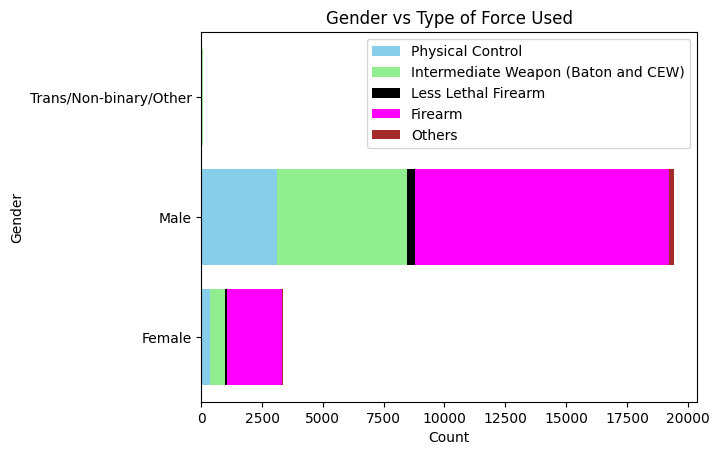 Gender vs Type of Force Used
Physical Control
Intermediate Weapon (Baton and CEW)
Less Lethal Firearm
Firearm
Others
Trans/Non-binary/Other
Male
Female
Gender
0 2500 5000 7500 10000 12500 15000 17500 20000
Count